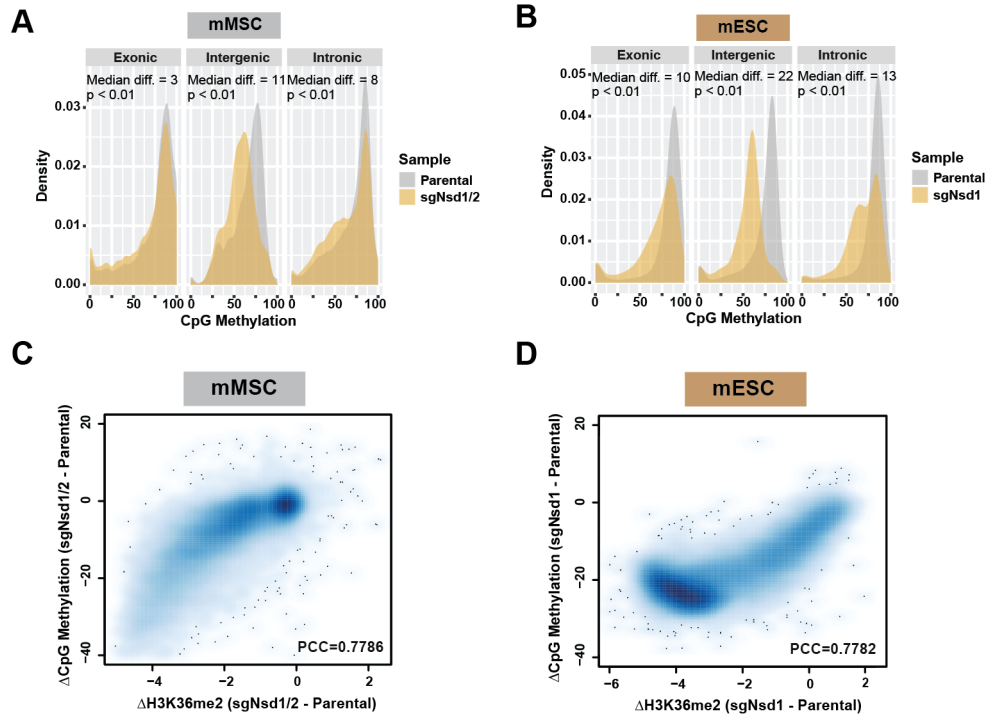 A
mMSC
Exonic Intergenic Intronic
Median diff. = 3 Median diff. = 11 Median diff. = 8
p < 0.01 p < 0.01 p < 0.01
0.03
0.02
0.01
0.00
Density
0 50 100 0 50 100 0 50 100
CpG Methylation
Sample
Parental
sgNsd1/2
B
mESC
Exonic Intergenic Intronic
Median diff. = 10 Median diff. = 22 Median diff. = 13
p < 0.01 p < 0.01 p < 0.01
0.05
0.04
0.03
0.02
0.01
0.00
Density
0 50 100 0 50 100 0 50 100
CpG Methylation
Sample
Parental
sgNsd1
C
mMSC
20
0
-20
-40
ΔCpG Methylation (sgNsd1/2 - Parental)
PCC=0.7786
-4 -2 0 2
ΔH3K36me2 (sgNsd1/2 - Parental)
D
mESC
20
0
-20
-40
ΔCpG Methylation (sgNsd1 - Parental)
PCC=0.7782
-6 -4 -2 0 2
ΔH3K36me2 (sgNsd1 - Parental)